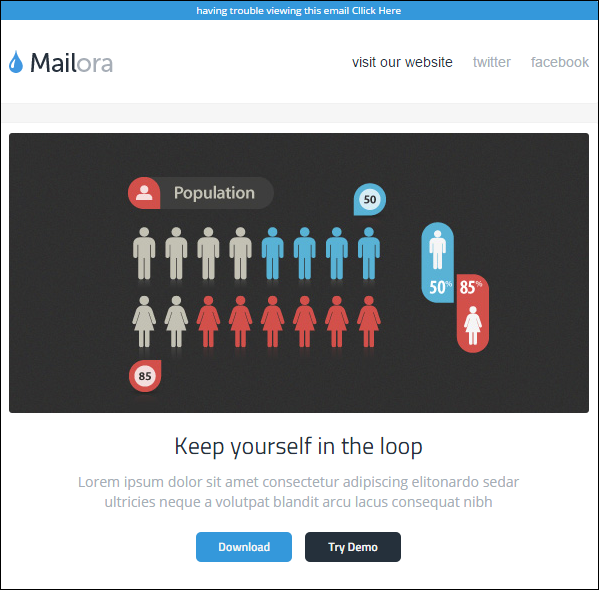 having trouble viewing this email Click Here
Mailora
visit our website twitter facebook
Population
50
50%
85%
85
Keep yourself in the loop
Lorem ipsum dolor sit amet consectetur adipiscing elitonardo sedar
ultricies neque a volutpat blandit arcu lacus consequat nibh
Download Try Demo